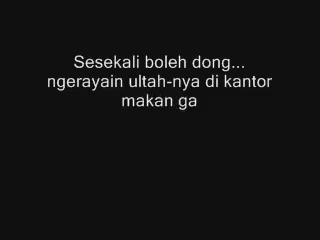 Sesekali boleh dong...
ngerayain ultah-nya di kantor
makan ga